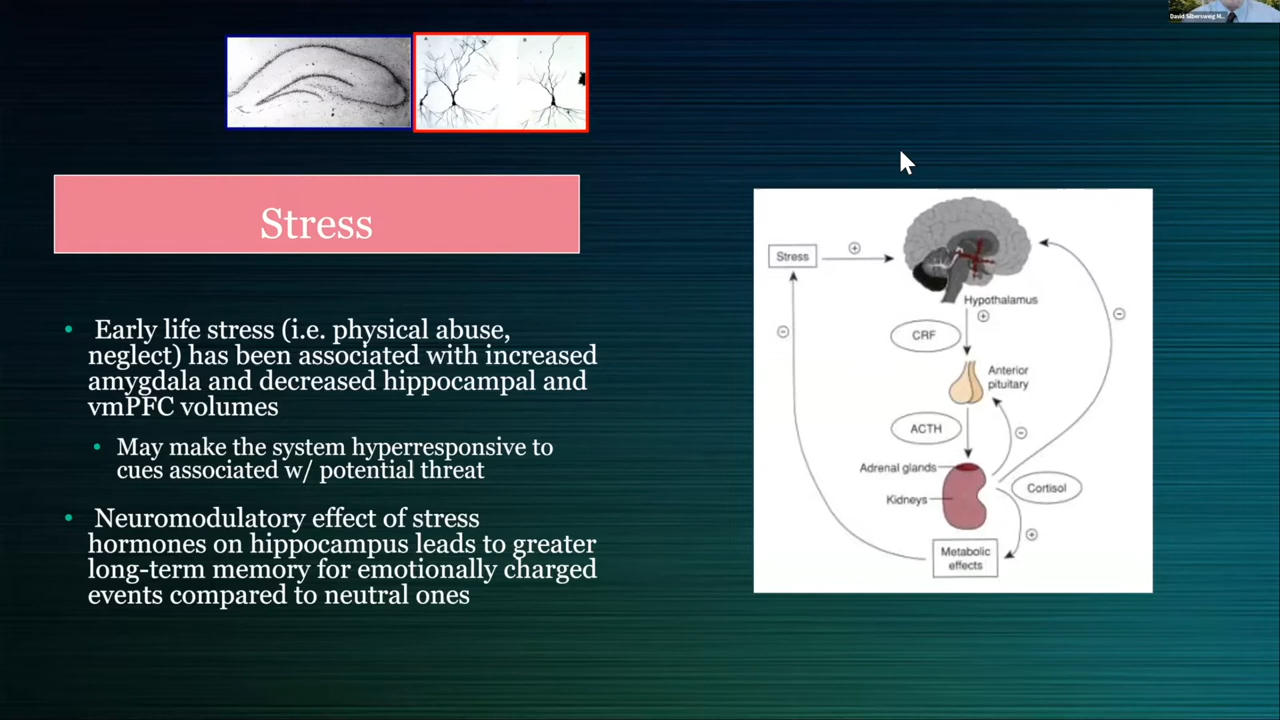 David Silbersweig M...
A
B
Stress
• Early life stress (i.e. physical abuse,
neglect) has been associated with increased
amygdala and decreased hippocampal and
vmPFC volumes
• May make the system hyperresponsive to
cues associated w/ potential threat
• Neuromodulatory effect of stress
hormones on hippocampus leads to greater
long-term memory for emotionally charged
events compared to neutral ones
Stress
+
Hypothalamus
+
CRF
Anterior
pituitary
ACTH
Adrenal glands
Kidneys
Cortisol
Metabolic
effects
+
−
−
−